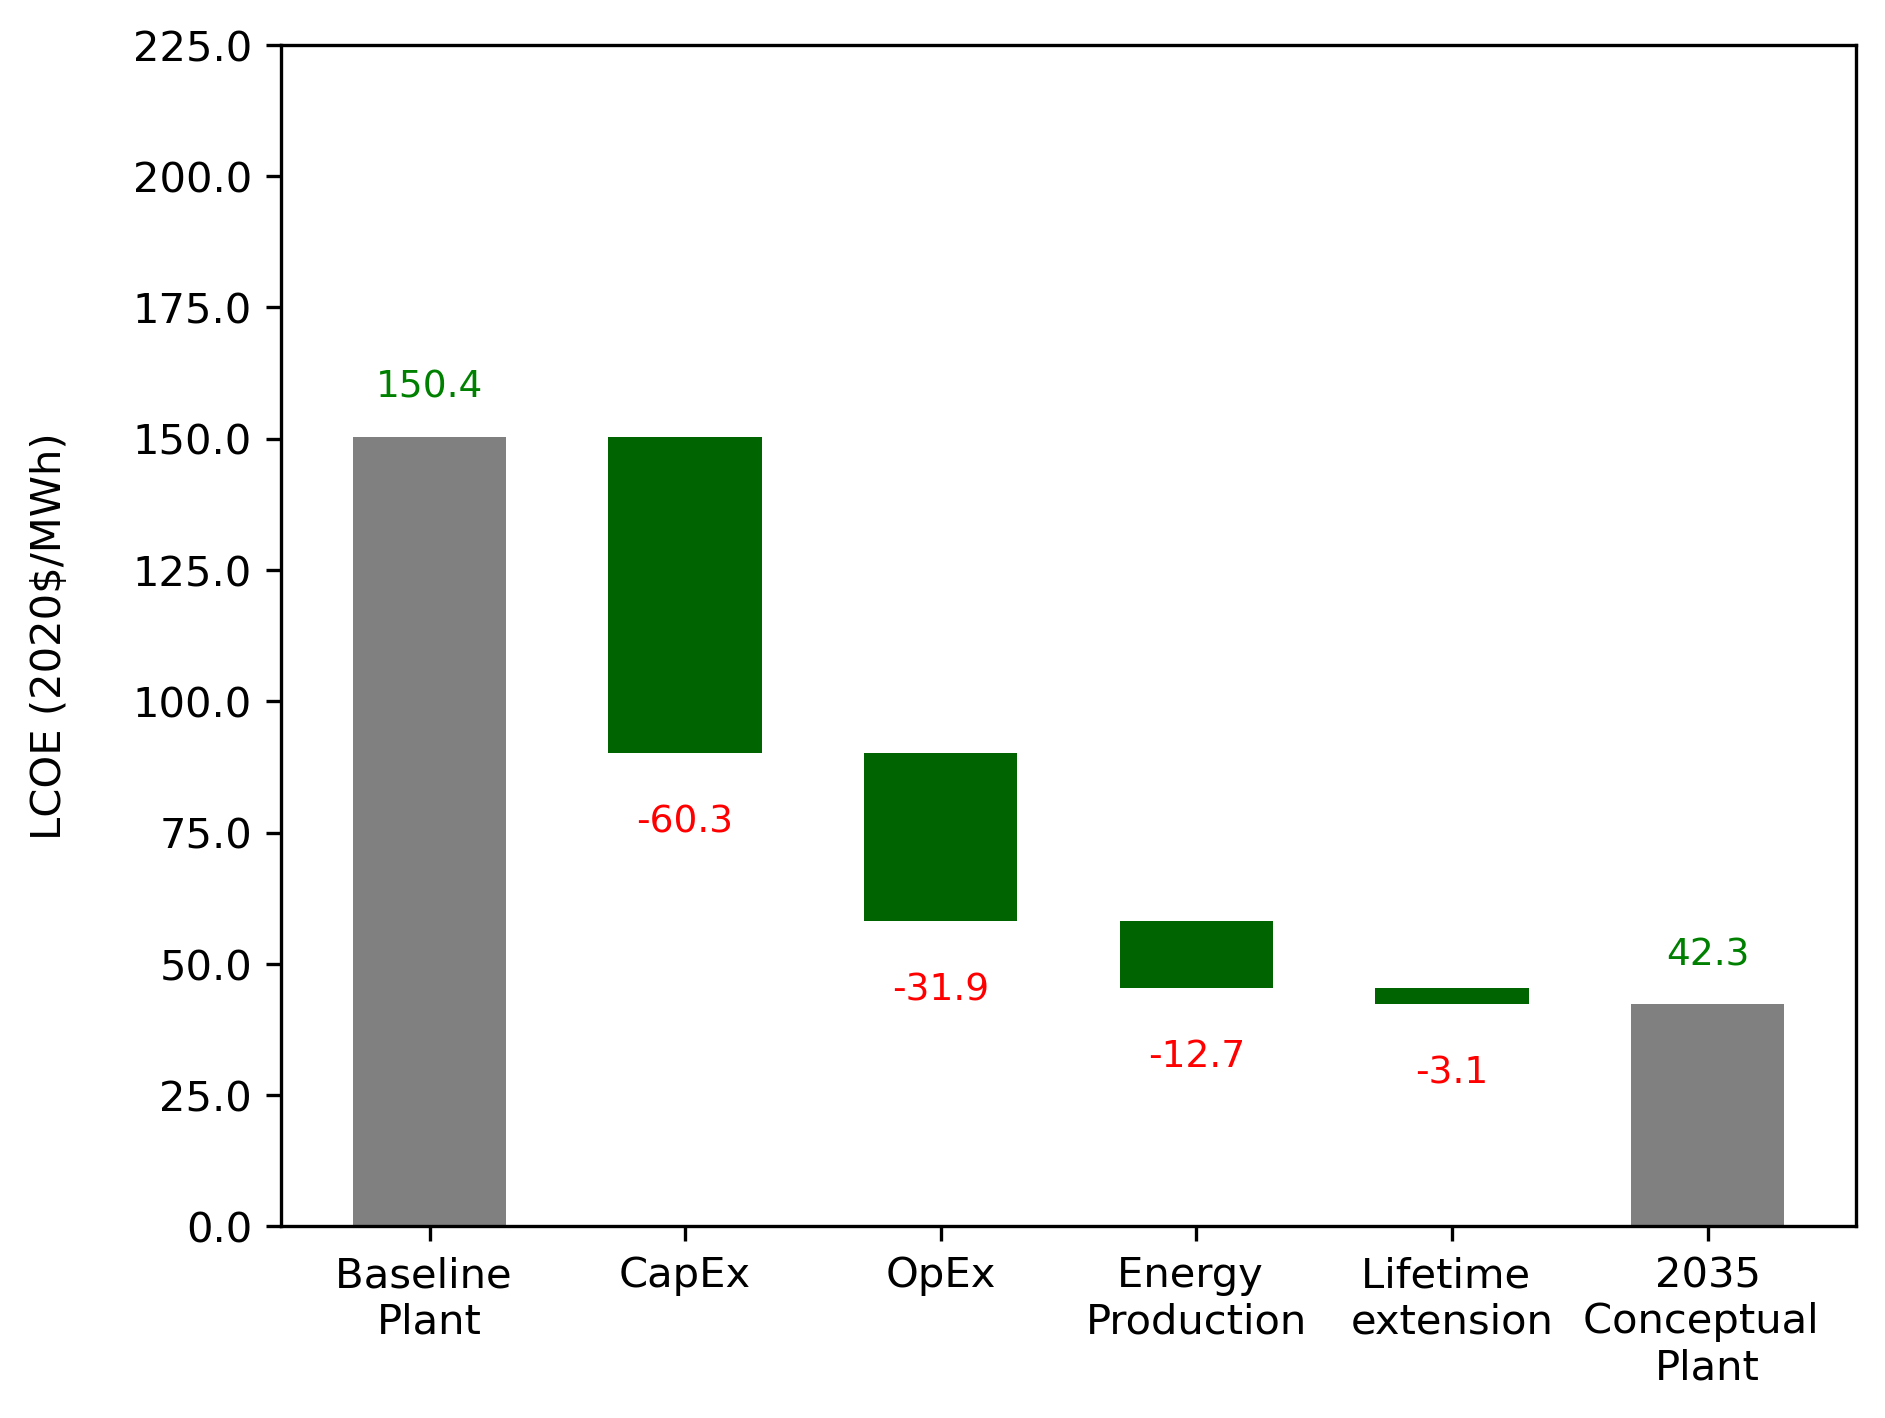 LCOE (2020$/MWh)
225.0
200.0
175.0
150.0
125.0
100.0
75.0
50.0
25.0
0.0
150.4
-60.3
-31.9
-12.7
-3.1
42.3
Baseline
Plant
CapEx
OpEx
Energy
Production
Lifetime
extension
2035
Conceptual
Plant